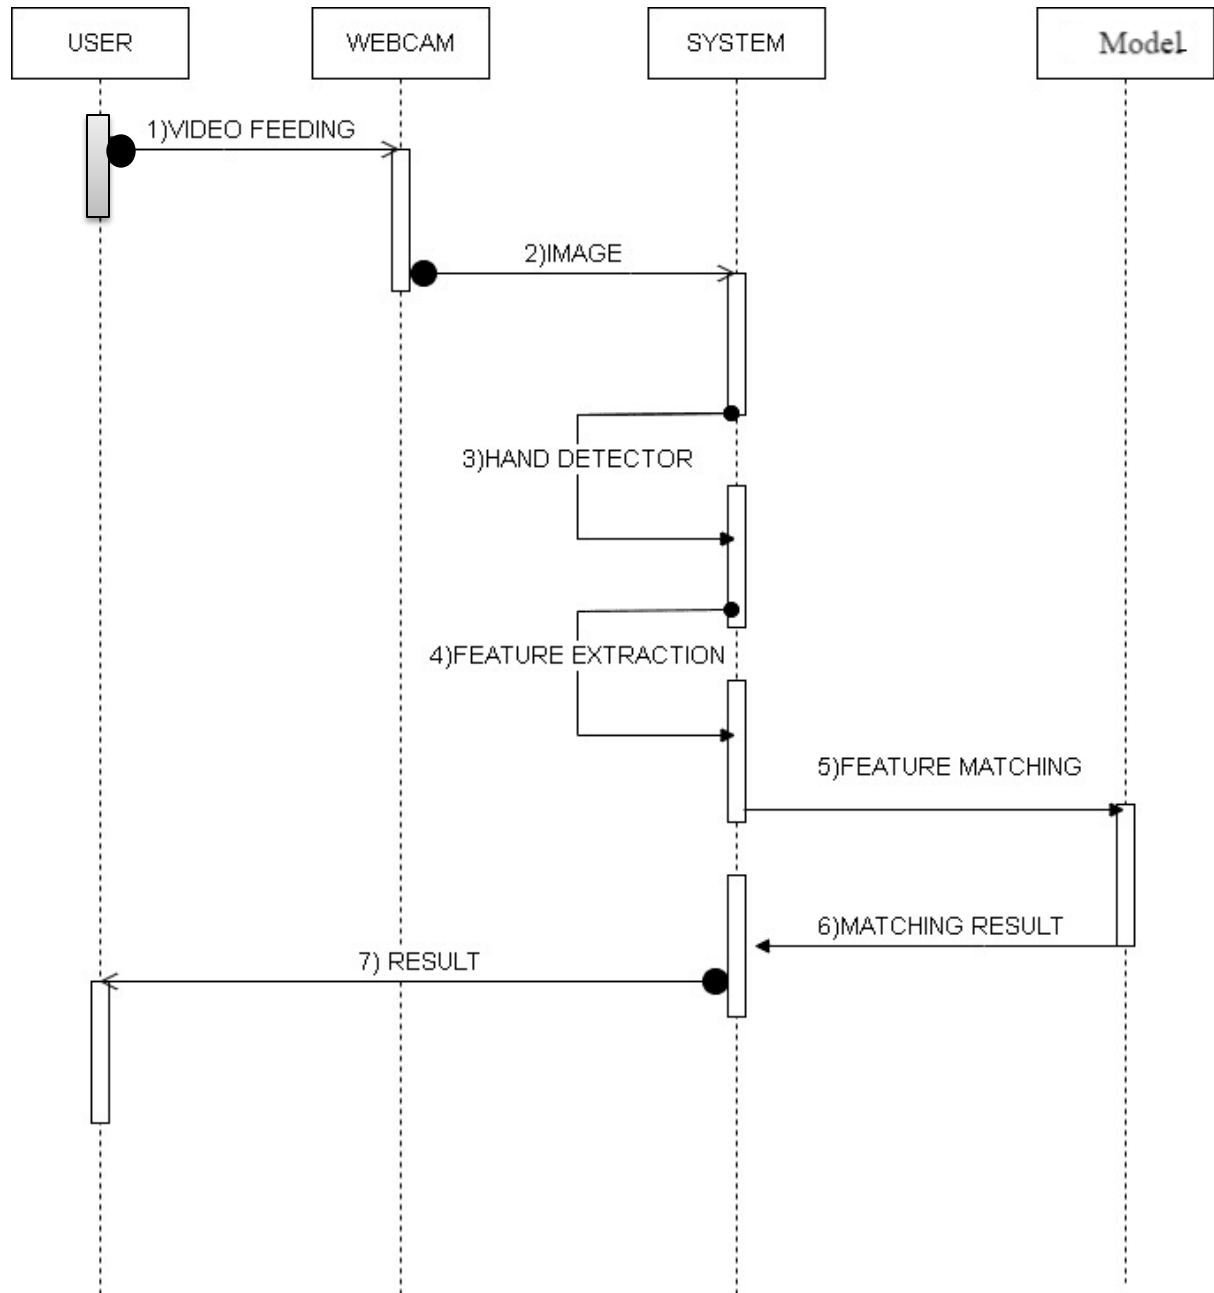 USER
WEBCAM
SYSTEM
Model
1)VIDEO FEEDING
2)IMAGE
3)HAND DETECTOR
4)FEATURE EXTRACTION
5)FEATURE MATCHING
6)MATCHING RESULT
7) RESULT